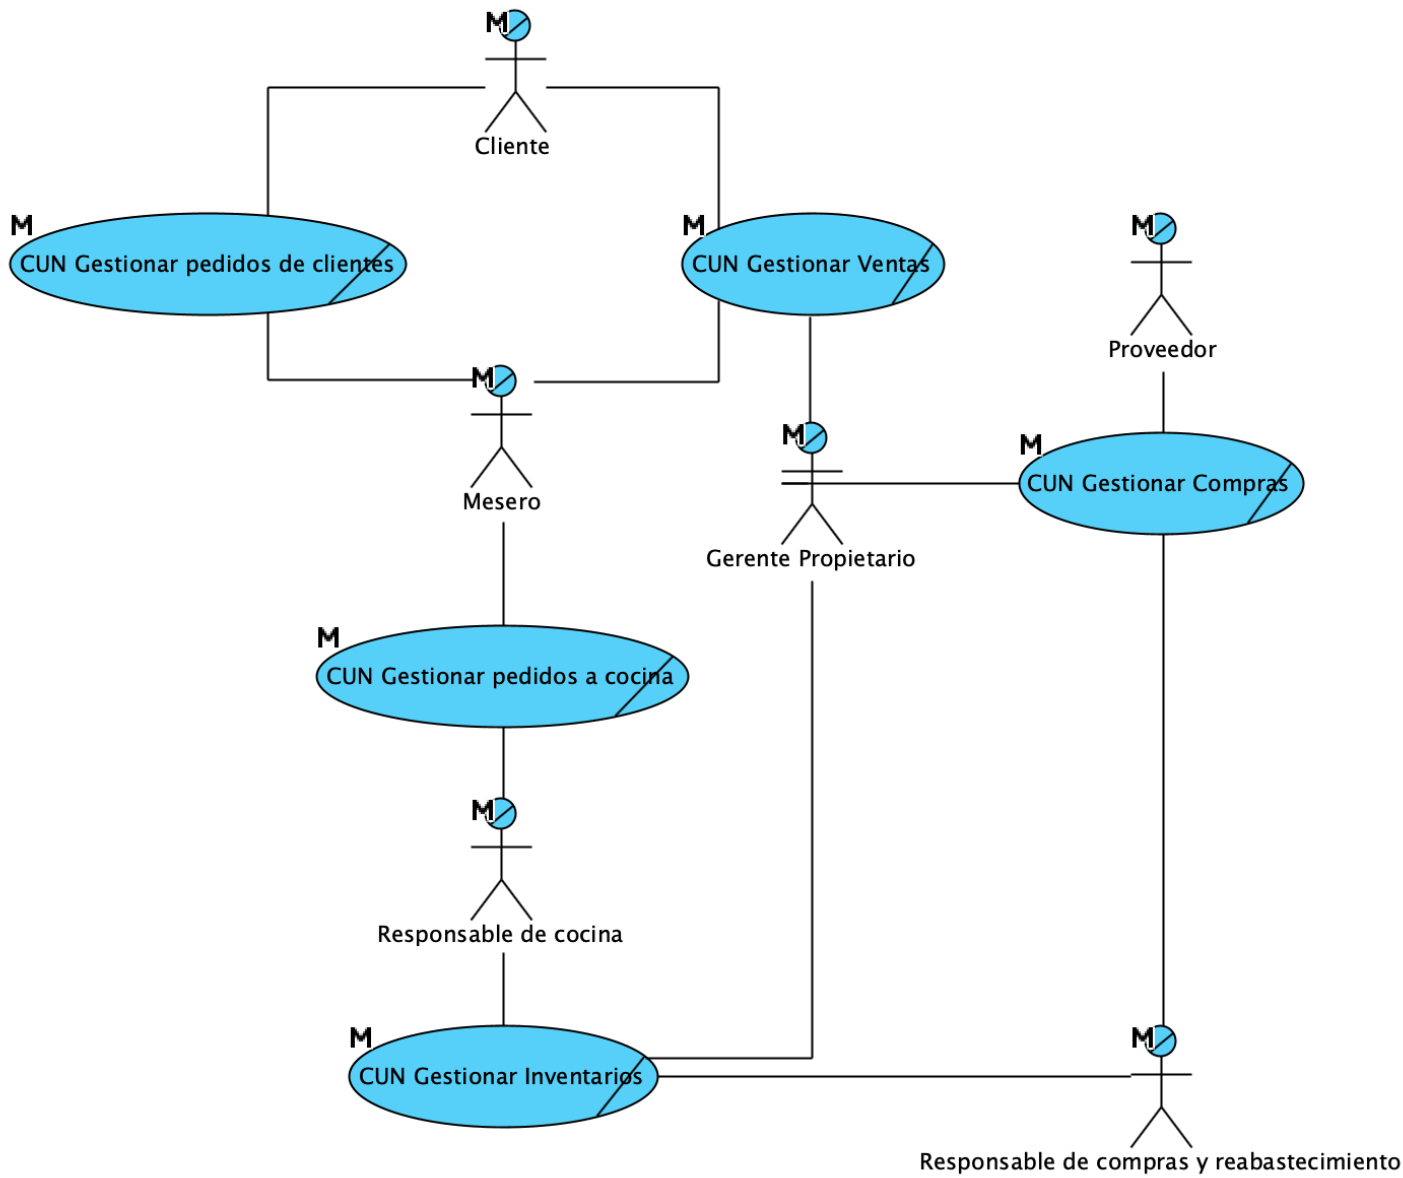 M
Cliente
M
CUN Gestionar pedidos de clientes
M
CUN Gestionar Ventas
M
Proveedor
M
Mesero
M
Gerente Propietario
M
CUN Gestionar Compras
M
CUN Gestionar pedidos a cocina
M
Responsable de cocina
M
CUN Gestionar Inventarios
M
Responsable de compras y reabastecimiento